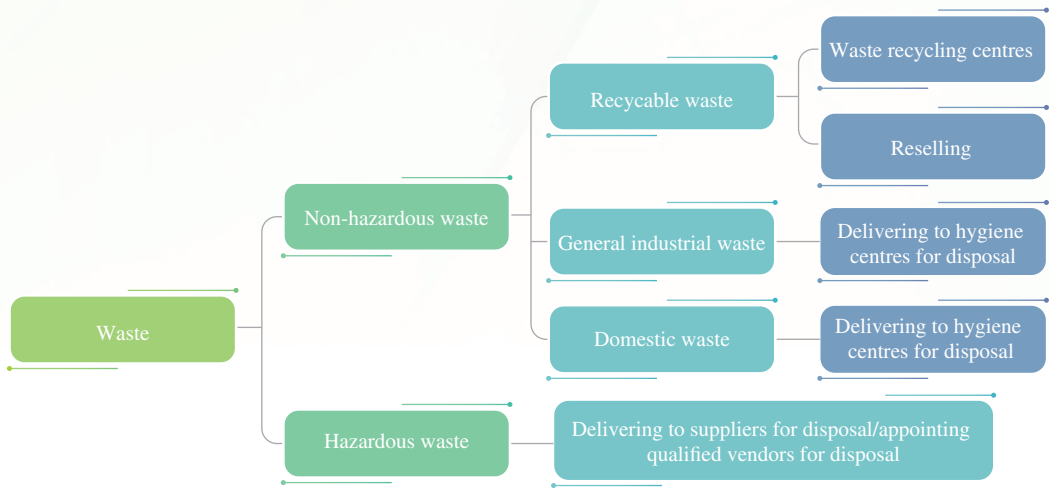 Waste
Non-hazardous waste
Hazardous waste
Recycable waste
General industrial waste
Domestic waste
Delivering to suppliers for disposal/appointing
qualified vendors for disposal
Waste recycling centres
Reselling
Delivering to hygiene
centres for disposal
Delivering to hygiene
centres for disposal